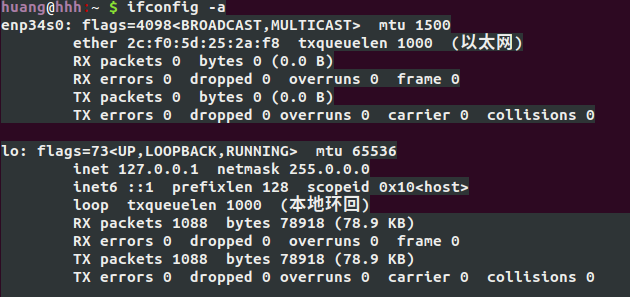 huang@hhh:~ $ ifconfig -a
enp34s0: flags=4098<BROADCAST,MULTICAST>  mtu 1500
        ether 2c:f0:5d:25:2a:f8  txqueuelen 1000  (以太网)
        RX packets 0  bytes 0 (0.0 B)
        RX errors 0  dropped 0  overruns 0  frame 0
        TX packets 0  bytes 0 (0.0 B)
        TX errors 0  dropped 0 overruns 0  carrier 0  collisions 0

lo: flags=73<UP,LOOPBACK,RUNNING>  mtu 65536
        inet 127.0.0.1  netmask 255.0.0.0
        inet6 ::1  prefixlen 128  scopeid 0x10<host>
        loop  txqueuelen 1000  (本地环回)
        RX packets 1088  bytes 78918 (78.9 KB)
        RX errors 0  dropped 0  overruns 0  frame 0
        TX packets 1088  bytes 78918 (78.9 KB)
        TX errors 0  dropped 0 overruns 0  carrier 0  collisions 0